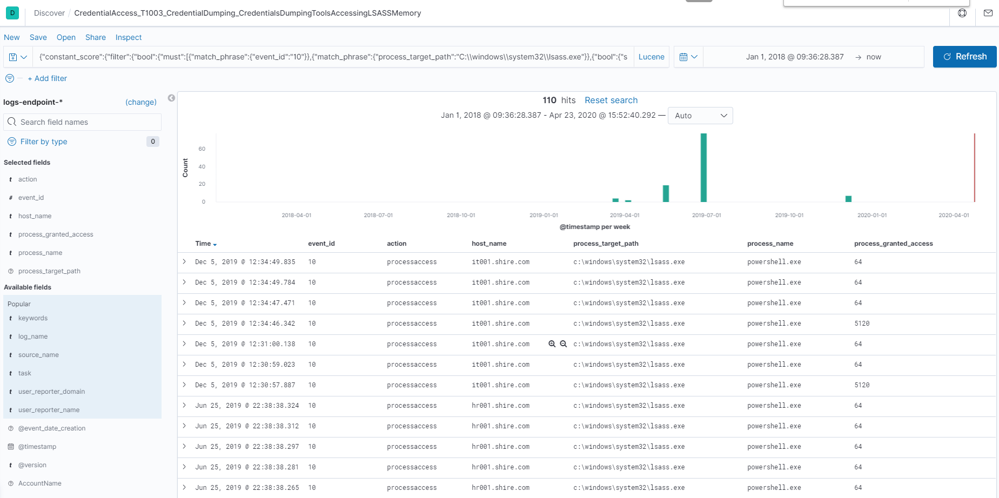 D Discover / CredentialAccess_T1003_CredentialDumping_CredentialsDumpingToolsAccessingLSASSMemory
New Save Open Share Inspect
{"constant_score":{"filter":{"bool":{"must":[{"match_phrase":{"event_id":"10"}},{"match_phrase":{"process_target_path":"C:\\windows\\system32\\lsass.exe"}},{"bool":{"s Lucene Jan 1, 2018 @ 09:36:28.387 → now Refresh
+ Add filter
logs-endpoint-* (change)
Search field names
Filter by type 0
Selected fields
t action
# event_id
t host_name
t process_granted_access
t process_name
? process_target_path
Available fields
Popular
t keywords
t log_name
t source_name
t task
t user_reporter_domain
t user_reporter_name
? @event_date_creation
@timestamp
t @version
? AccountName
110 hits Reset search
Jan 1, 2018 @ 09:36:28.387 - Apr 23, 2020 @ 15:52:40.292 — Auto
Count
60
40
20
0
2018-04-01 2018-07-01 2018-10-01 2019-01-01 2019-04-01 2019-07-01 2019-10-01 2020-01-01 2020-04-01
@timestamp per week
Time event_id action host_name process_target_path process_name process_granted_access
Dec 5, 2019 @ 12:34:49.835 10 processaccess it001.shire.com c:\windows\system32\lsass.exe powershell.exe 64
Dec 5, 2019 @ 12:34:49.784 10 processaccess it001.shire.com c:\windows\system32\lsass.exe powershell.exe 64
Dec 5, 2019 @ 12:34:47.471 10 processaccess it001.shire.com c:\windows\system32\lsass.exe powershell.exe 64
Dec 5, 2019 @ 12:34:46.342 10 processaccess it001.shire.com c:\windows\system32\lsass.exe powershell.exe 5120
Dec 5, 2019 @ 12:31:00.138 10 processaccess it001.shire.com c:\windows\system32\lsass.exe powershell.exe 64
Dec 5, 2019 @ 12:30:59.023 10 processaccess it001.shire.com c:\windows\system32\lsass.exe powershell.exe 64
Dec 5, 2019 @ 12:30:57.887 10 processaccess it001.shire.com c:\windows\system32\lsass.exe powershell.exe 5120
Jun 25, 2019 @ 22:38:38.324 10 processaccess hr001.shire.com c:\windows\system32\lsass.exe powershell.exe 64
Jun 25, 2019 @ 22:38:38.312 10 processaccess hr001.shire.com c:\windows\system32\lsass.exe powershell.exe 64
Jun 25, 2019 @ 22:38:38.297 10 processaccess hr001.shire.com c:\windows\system32\lsass.exe powershell.exe 64
Jun 25, 2019 @ 22:38:38.281 10 processaccess hr001.shire.com c:\windows\system32\lsass.exe powershell.exe 64
Jun 25, 2019 @ 22:38:38.265 10 processaccess hr001.shire.com c:\windows\system32\lsass.exe powershell.exe 64